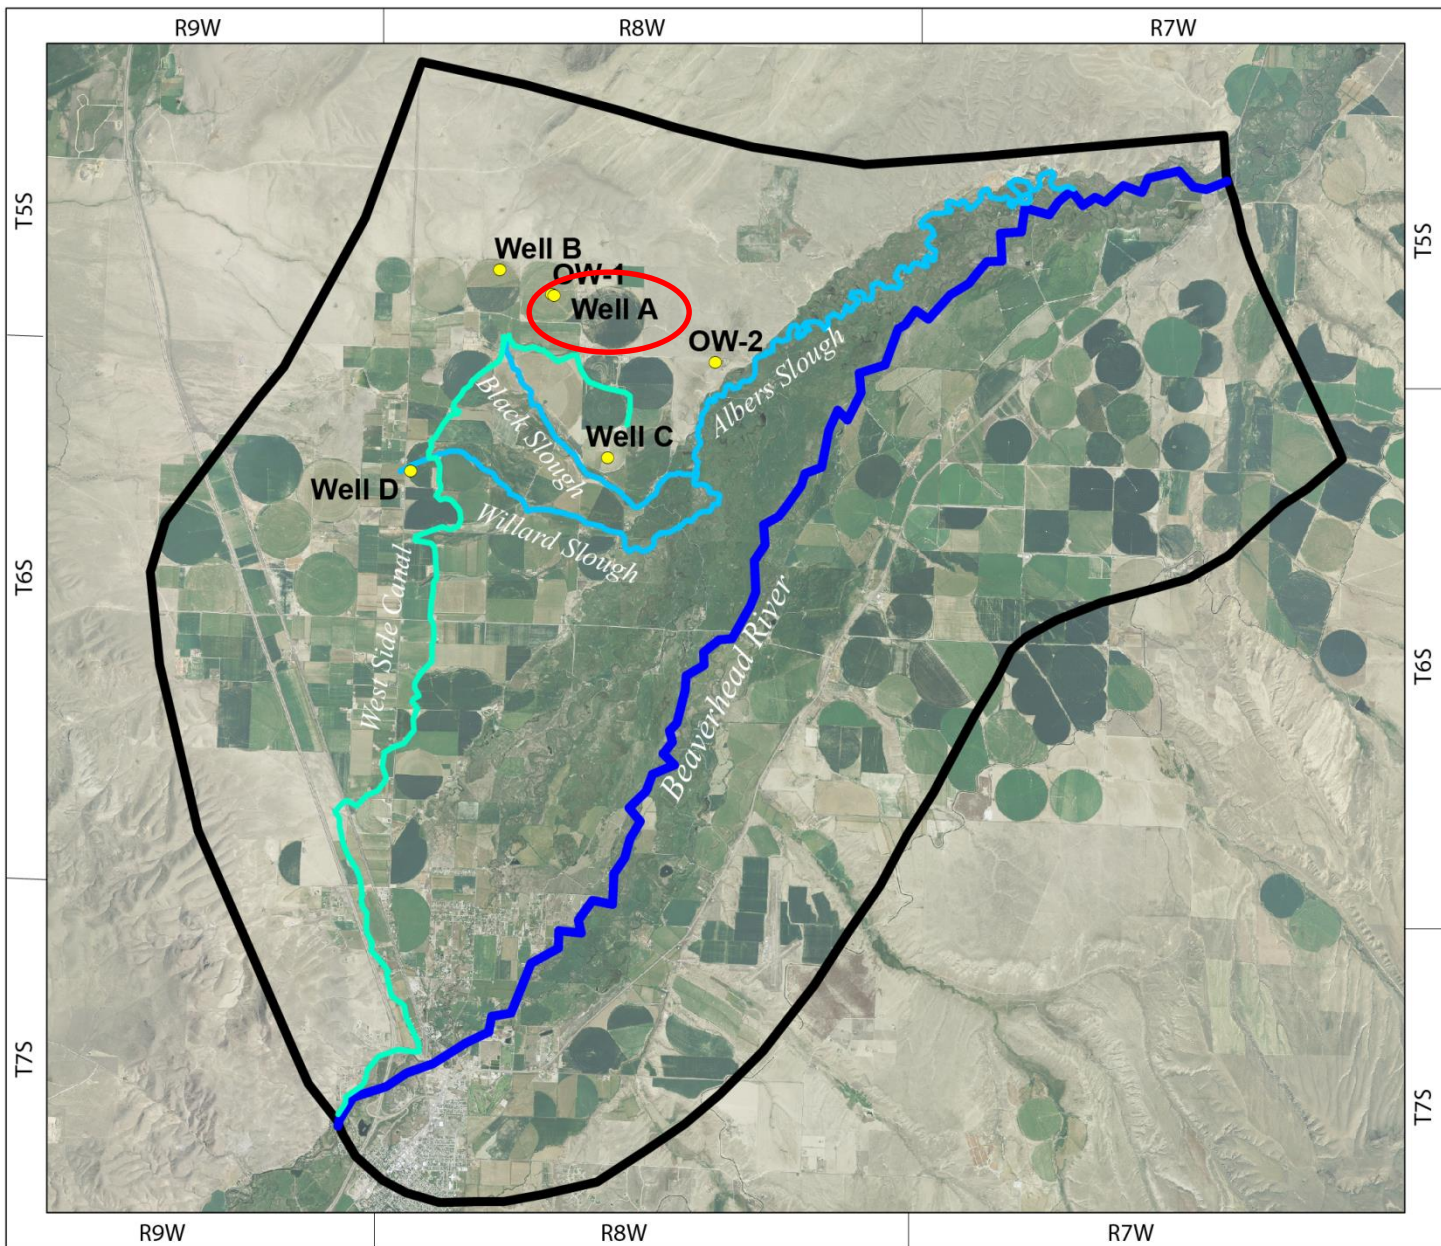 R9W
R8W
R7W
T5S
T5S
Well B
OW-1
Well A
OW-2
Albers Slough
Black Slough
Well C
Well D
Willard Slough
West Side Canal
Beaverhead River
T6S
T6S
T7S
T7S
R9W
R8W
R7W